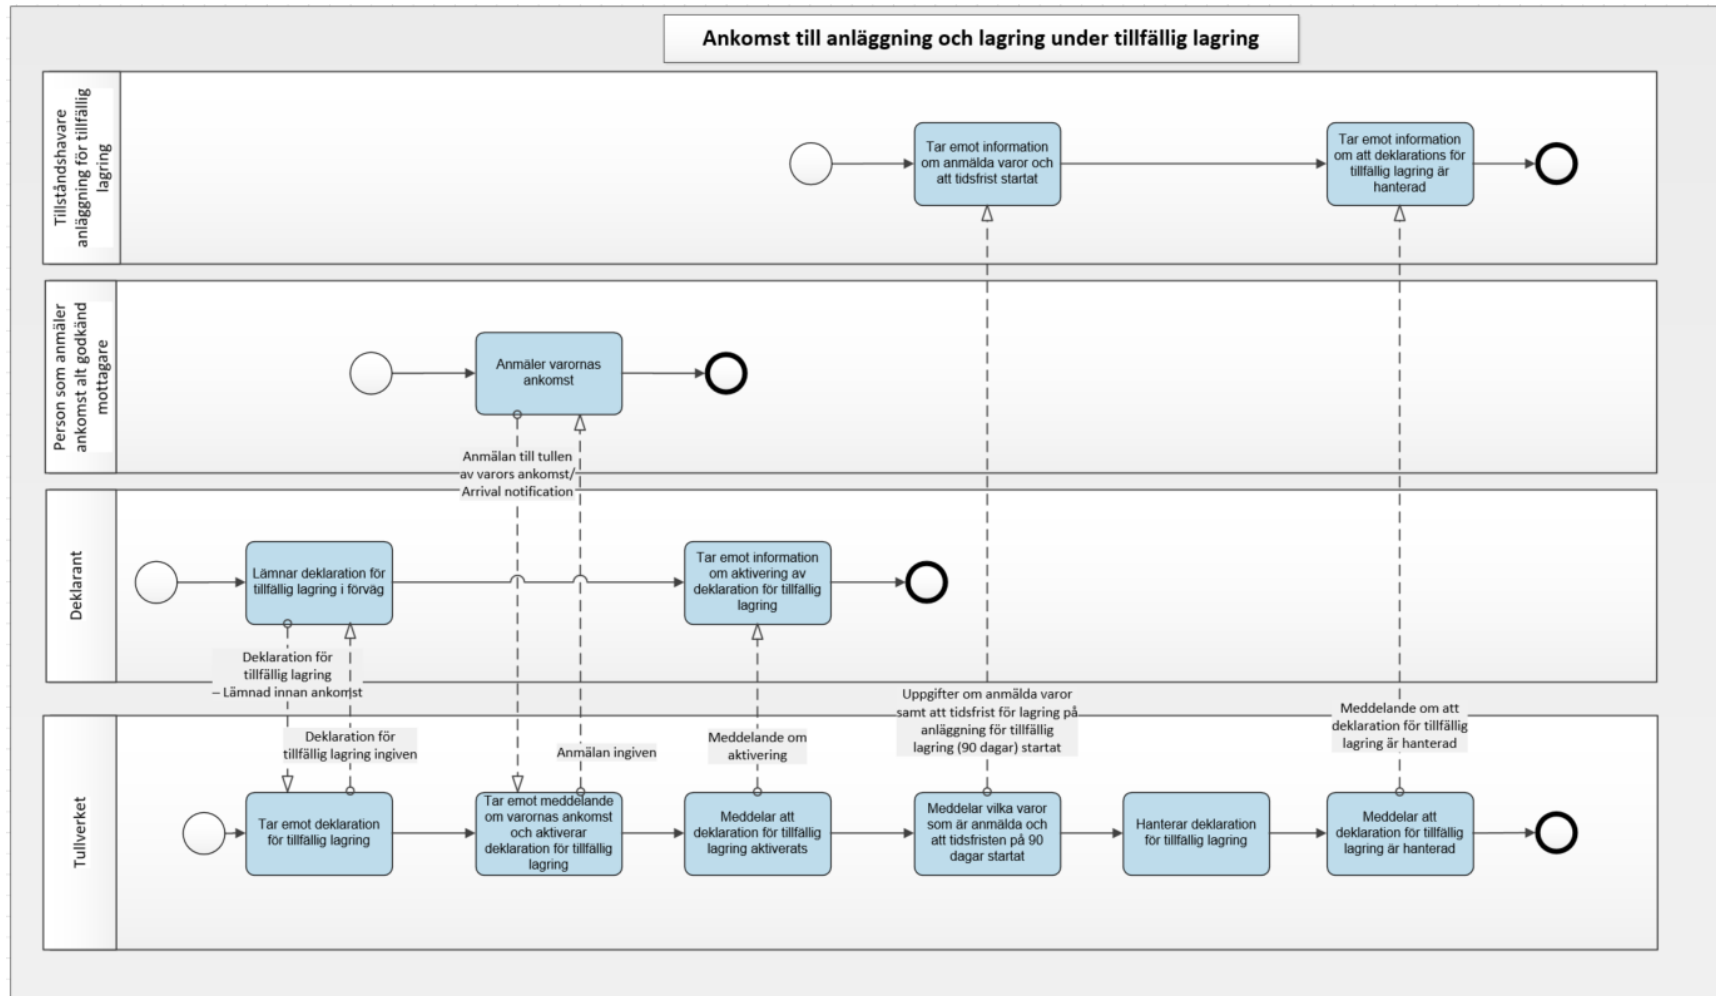 Ankomst till anläggning och lagring under tillfällig lagring
Tillståndshavare
anläggning för tillfällig
lagring
Tar emot information
om anmälda varor och
att tidsfrist startat
Tar emot information
om att deklarations för
tillfällig lagring är
hanterad
Person som anmäler
ankomst alt godkänd
mottagare
Anmäler varornas
ankomst
Anmälan till tullen
av varors ankomst/
Arrival notification
Deklarant
Lämnar deklaration för
tillfällig lagring i förväg
Tar emot information
om aktivering av
deklaration för tillfällig
lagring
Deklaration för
tillfällig lagring
– Lämnad innan ankomst
Deklaration för
tillfällig lagring ingiven
Anmälan ingiven
Meddelande om
aktivering
Uppgifter om anmälda varor
samt att tidsfrist för lagring på
anläggning för tillfällig
lagring (90 dagar) startat
Meddelande om att
deklaration för tillfällig
lagring är hanterad
Tullverket
Tar emot deklaration
för tillfällig lagring
Tar emot meddelande
om varornas ankomst
och aktiverar
deklaration för tillfällig
lagring
Meddelar att
deklaration för tillfällig
lagring aktiverats
Meddelar vilka varor
som är anmälda och
att tidsfristen på 90
dagar startat
Hanterar deklaration
för tillfällig lagring
Meddelar att
deklaration för tillfällig
lagring är hanterad